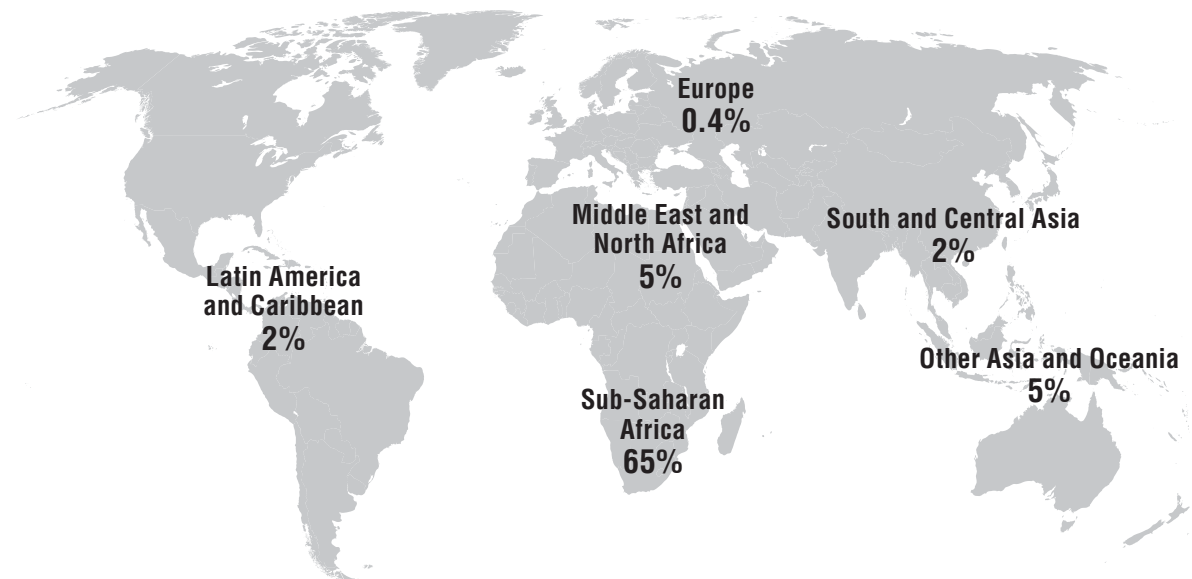 Europe
0.4%
Middle East and
North Africa
5%
South and Central Asia
2%
Latin America
and Caribbean
2%
Other Asia and Oceania
5%
Sub-Saharan
Africa
65%